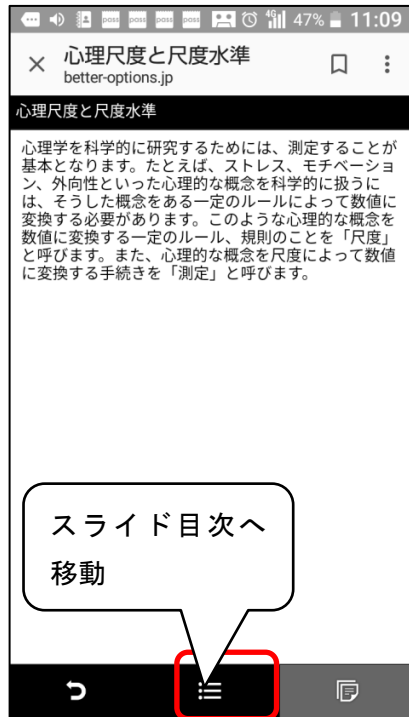 poss poss poss poss 4G 47% 11:09
心理尺度と尺度水準
better-options.jp
心理尺度と尺度水準
心理学を科学的に研究するためには、測定することが
基本となります。たとえば、ストレス、モチベーショ
ン、外向性といった心理的な概念を科学的に扱うに
は、そうした概念をある一定のルールによって数値に
変換する必要があります。このような心理的な概念を
数値に変換する一定のルール、規則のことを「尺度」
と呼びます。また、心理的な概念を尺度によって数値
に変換する手続きを「測定」と呼びます。
スライド目次へ
移動